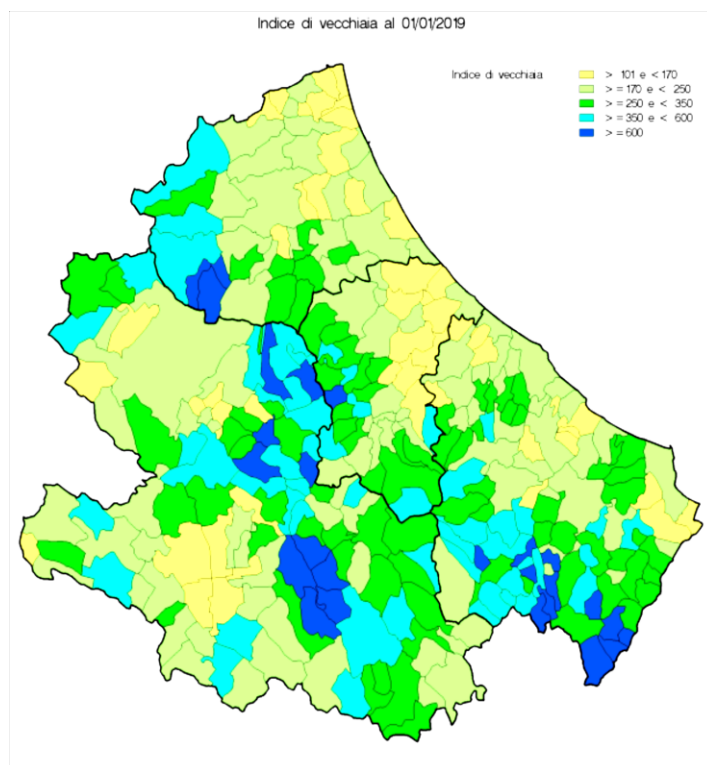 Indice di vecchiaia al 01/01/2019
Indice di vecchiaia
> 101 e < 170
> = 170 e < 250
> = 250 e < 350
> = 350 e < 600
> = 600